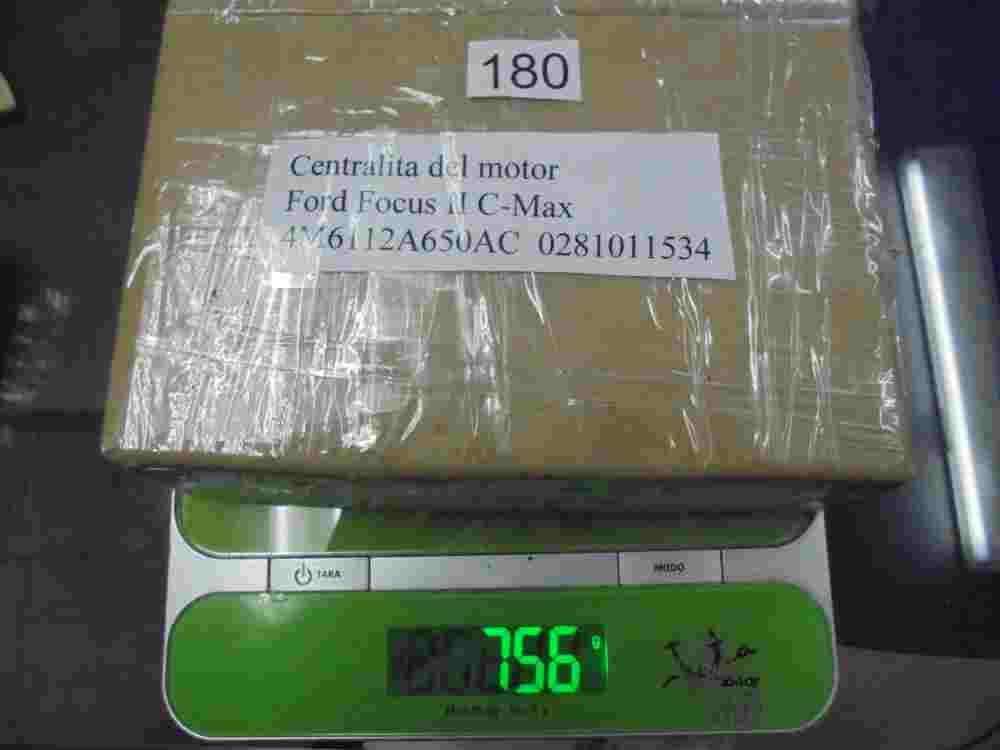 180
Centralita del motor
Ford Focus II C-Max
4M6112A650AC 0281011534
TARA
MODO
756 g